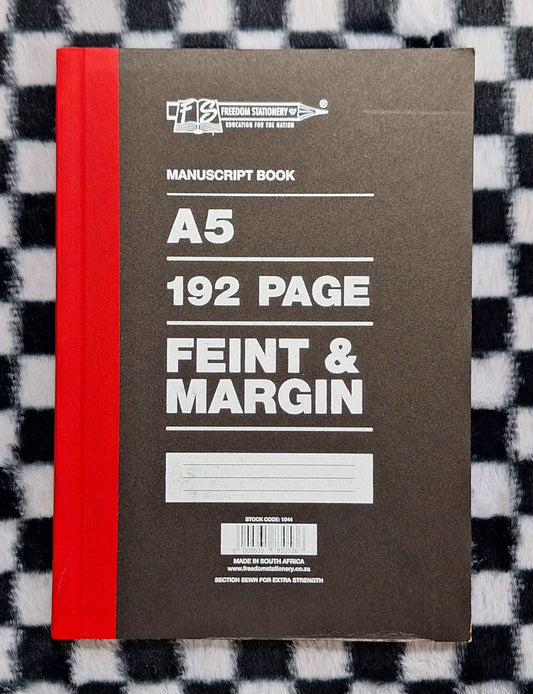 FS FREEDOM STATIONERY
EDUCATION FOR THE NATION
MANUSCRIPT BOOK
A5
192 PAGE
FEINT &
MARGIN
STOCK CODE: 1044
MADE IN SOUTH AFRICA
www.freedomstationery.co.za
SECTION SEWN FOR EXTRA STRENGTH